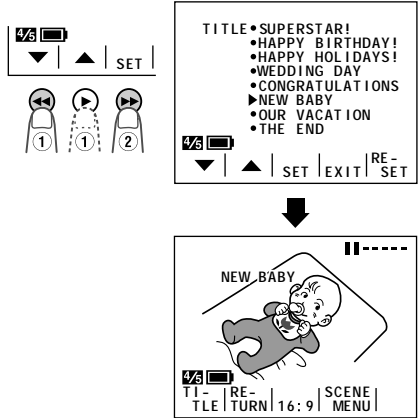 4/5
SET
1 1 2
TITLE•SUPERSTAR!
•HAPPY BIRTHDAY!
•HAPPY HOLIDAYS!
•WEDDING DAY
•CONGRATULATIONS
▶NEW BABY
•OUR VACATION
•THE END
4/5
SET EXIT RE-SET
NEW BABY
4/5
TI-TLE RE-TURN 16:9 SCENE MENU